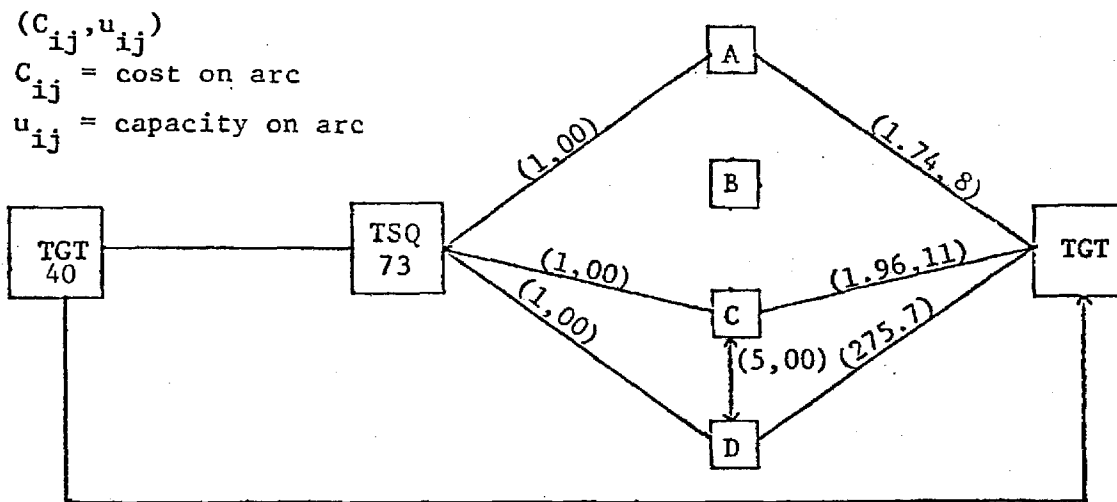 (C_ij,u_ij)
C_ij = cost on arc
u_ij = capacity on arc
A
(1,00)
(1.74,8)
B
TGT
40
TSQ
73
(1,00)
(1.96,11)
TGT
(1,00)
C
(275.7)
(5,00)
D